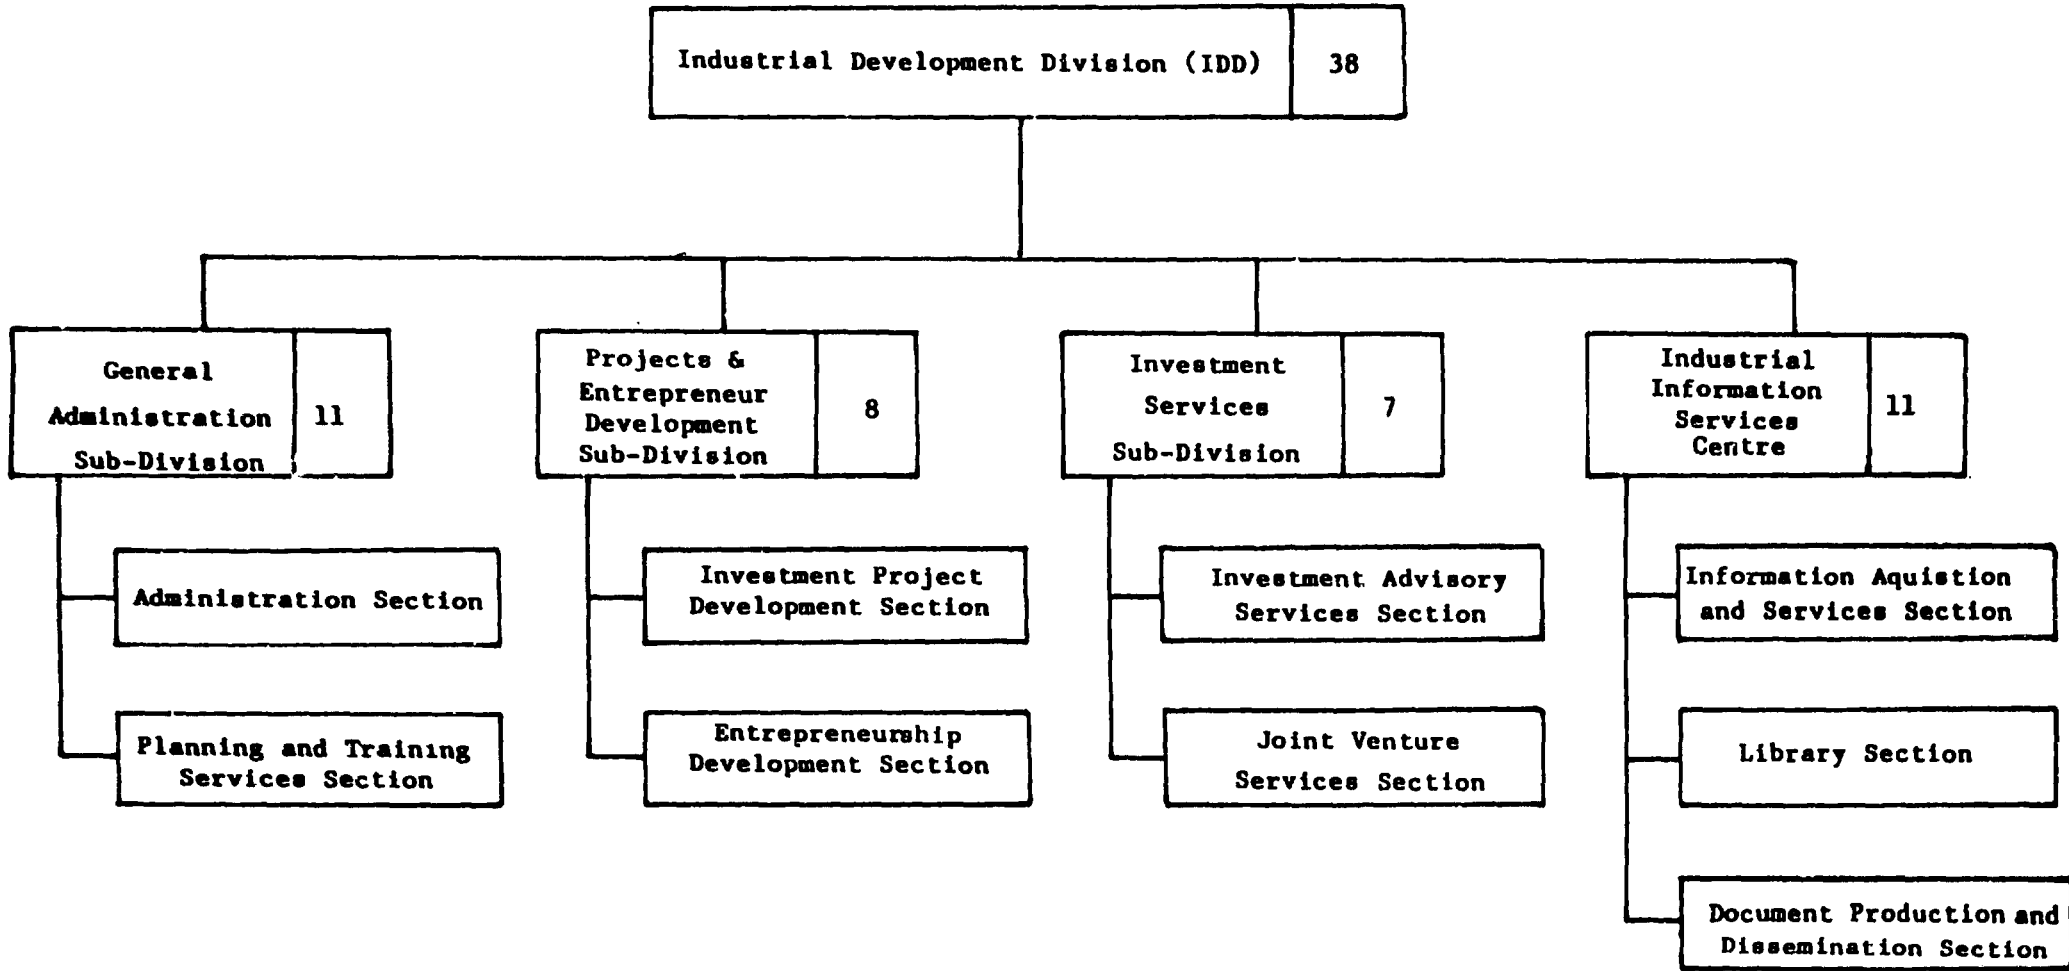 Industrial Development Division (IDD)
38
General
Administration
Sub-Division
11
Projects &
Entrepreneur
Development
Sub-Division
8
Investment
Services
Sub-Division
7
Industrial
Information
Services
Centre
11
Administration Section
Planning and Training
Services Section
Investment Project
Development Section
Entrepreneurship
Development Section
Investment Advisory
Services Section
Joint Venture
Services Section
Information Aquistion
and Services Section
Library Section
Document Production and
Dissemination Section